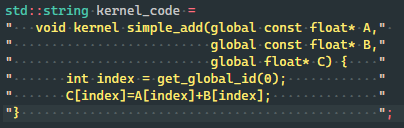 std::string kernel_code =
"   void kernel simple_add(global const float* A,"
"                          global const float* B,"
"                          global float* C) {    "
"       int index = get_global_id(0);             "
"       C[index]=A[index]+B[index];               "
"}                                                ";